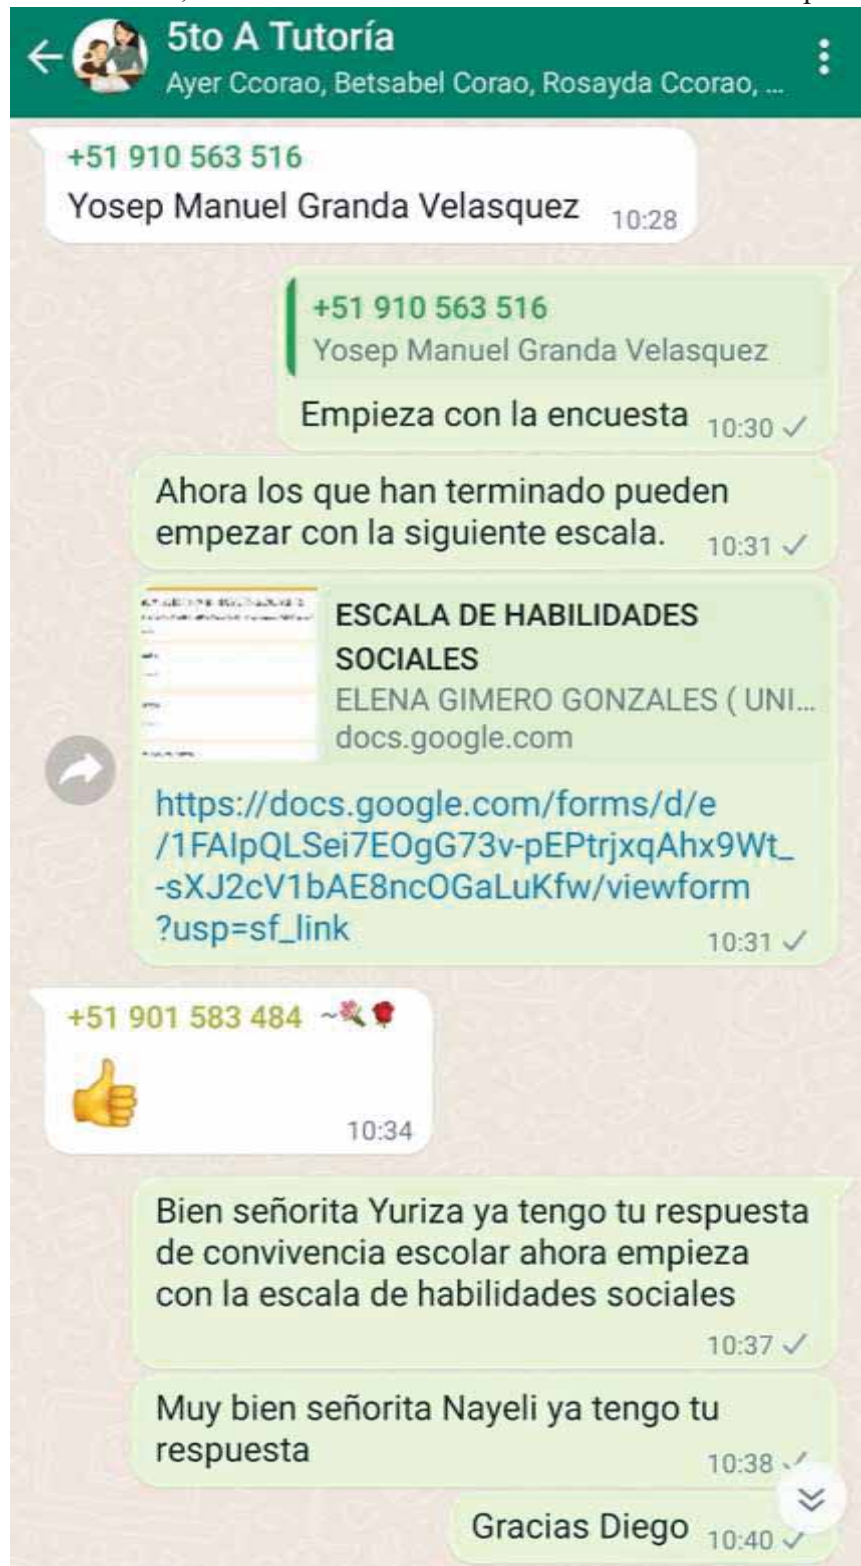 5to A Tutoría
Ayer Ccorao, Betsabel Corao, Rosayda Ccorao, ...
+51 910 563 516
Yosep Manuel Granda Velasquez 10:28
+51 910 563 516
Yosep Manuel Granda Velasquez
Empieza con la encuesta 10:30
Ahora los que han terminado pueden
empezar con la siguiente escala. 10:31
ESCALA DE HABILIDADES
SOCIALES
ELENA GIMERO GONZALES ( UNI...
docs.google.com
https://docs.google.com/forms/d/e
/1FAIpQLSei7EOgG73v-pEPtrjxqAhx9Wt_
-sXJ2cV1bAE8ncOGaLuKfw/viewform
?usp=sf_link 10:31
+51 901 583 484 ~💐🌹
👍
10:34
Bien señorita Yuriza ya tengo tu respuesta
de convivencia escolar ahora empieza
con la escala de habilidades sociales
10:37
Muy bien señorita Nayeli ya tengo tu
respuesta 10:38
Gracias Diego 10:40